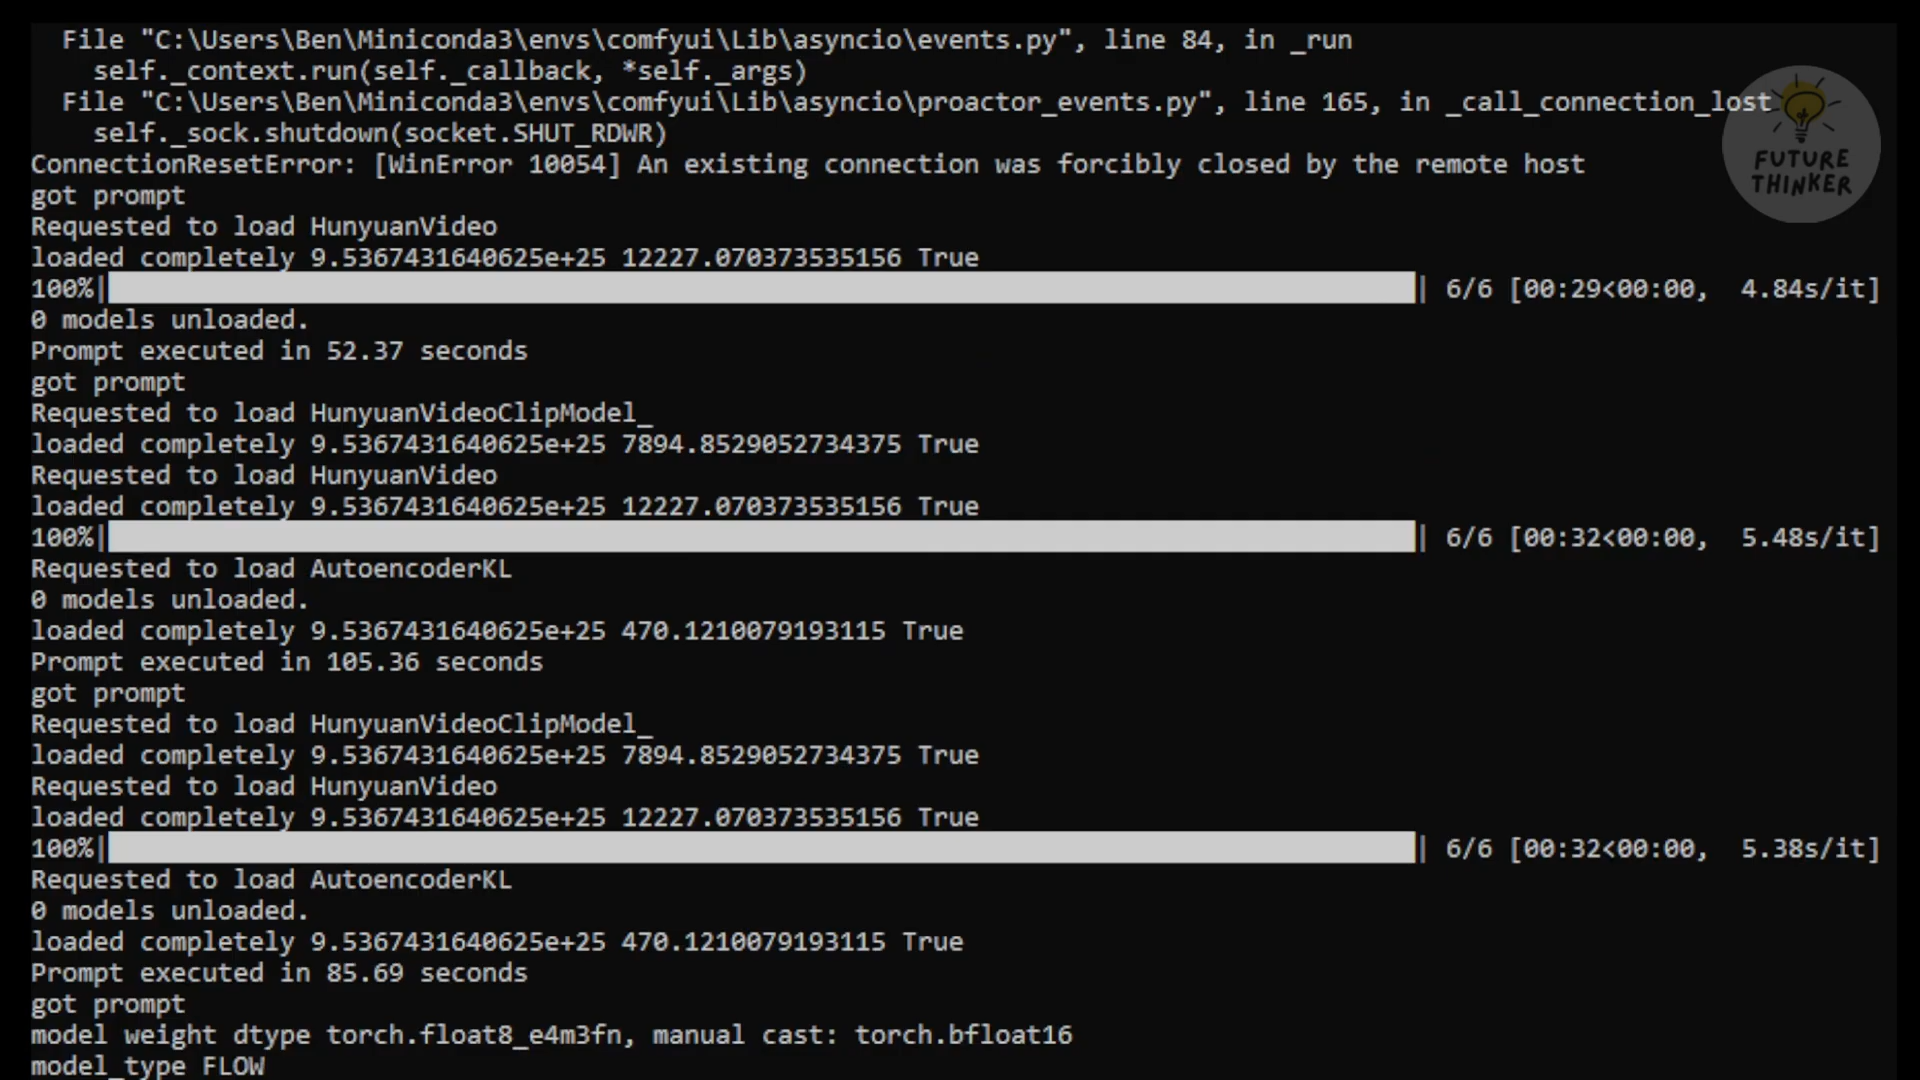 File "C:\Users\Ben\Miniconda3\envs\comfyui\Lib\asyncio\events.py", line 84, in _run
self._context.run(self._callback, *self._args)
File "C:\Users\Ben\Miniconda3\envs\comfyui\Lib\asyncio\proactor_events.py", line 165, in _call_connection_lost
self._sock.shutdown(socket.SHUT_RDWR)
ConnectionResetError: [WinError 10054] An existing connection was forcibly closed by the remote host
FUTURE
THINKER
got prompt
Requested to load HunyuanVideo
loaded completely 9.5367431640625e+25 12227.070373535156 True
100%| | 6/6 [00:29<00:00, 4.84s/it]
0 models unloaded.
Prompt executed in 52.37 seconds
got prompt
Requested to load HunyuanVideoClipModel_
loaded completely 9.5367431640625e+25 7894.8529052734375 True
Requested to load HunyuanVideo
loaded completely 9.5367431640625e+25 12227.070373535156 True
100%| | 6/6 [00:32<00:00, 5.48s/it]
Requested to load AutoencoderKL
0 models unloaded.
loaded completely 9.5367431640625e+25 470.1210079193115 True
Prompt executed in 105.36 seconds
got prompt
Requested to load HunyuanVideoClipModel_
loaded completely 9.5367431640625e+25 7894.8529052734375 True
Requested to load HunyuanVideo
loaded completely 9.5367431640625e+25 12227.070373535156 True
100%| | 6/6 [00:32<00:00, 5.38s/it]
Requested to load AutoencoderKL
0 models unloaded.
loaded completely 9.5367431640625e+25 470.1210079193115 True
Prompt executed in 85.69 seconds
got prompt
model weight dtype torch.float8_e4m3fn, manual cast: torch.bfloat16
model_type FLOW